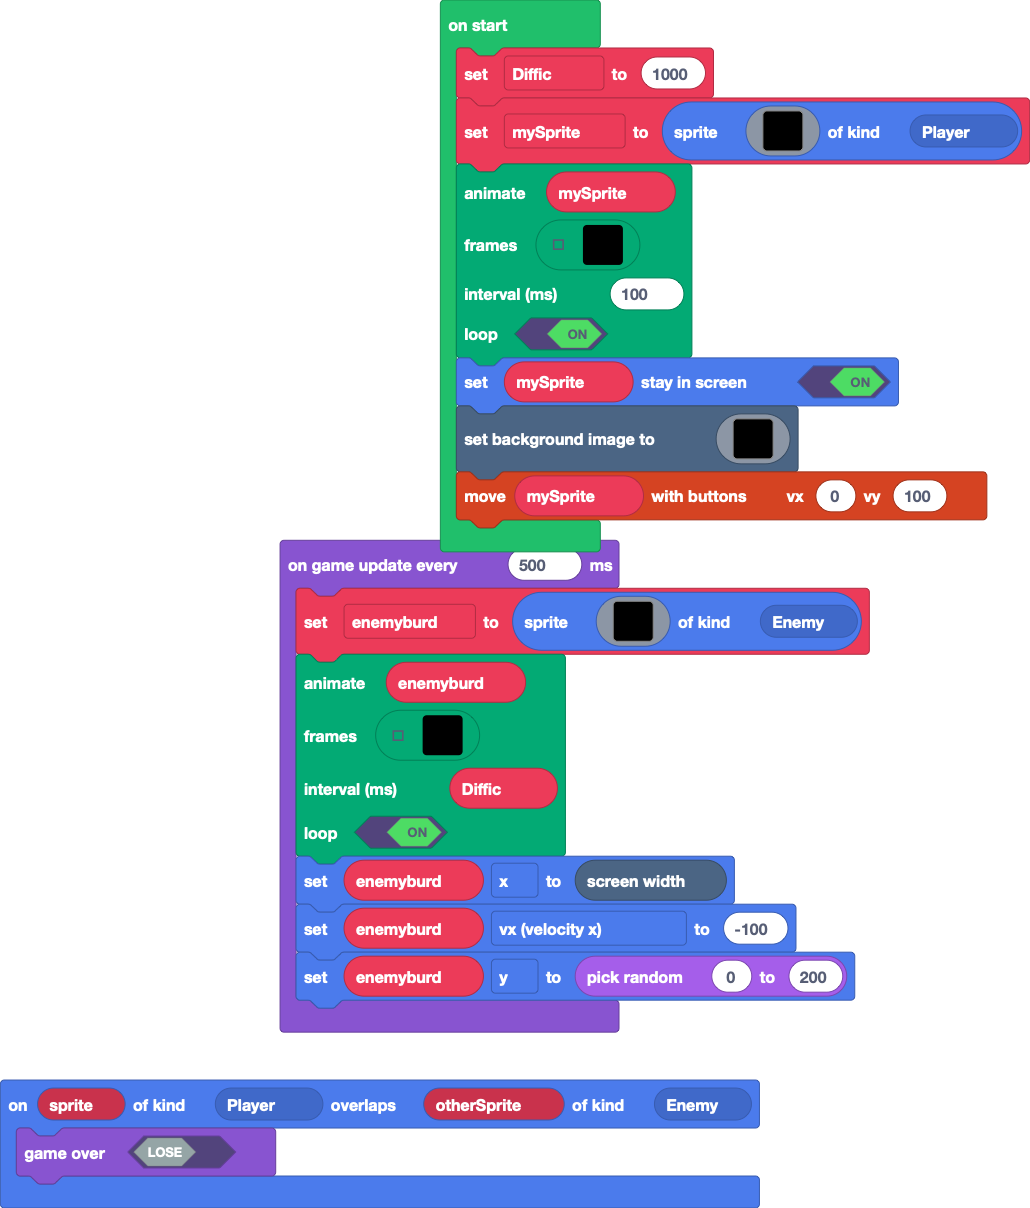 on start
set Diffic to 1000
set mySprite to sprite of kind Player
animate mySprite
frames
interval (ms) 100
loop ON
set mySprite stay in screen ON
set background image to
move mySprite with buttons vx 0 vy 100
on game update every 500 ms
set enemyburd to sprite of kind Enemy
animate enemyburd
frames
interval (ms) Diffic
loop ON
set enemyburd x to screen width
set enemyburd vx (velocity x) to -100
set enemyburd y to pick random 0 to 200
on sprite of kind Player overlaps otherSprite of kind Enemy
game over LOSE